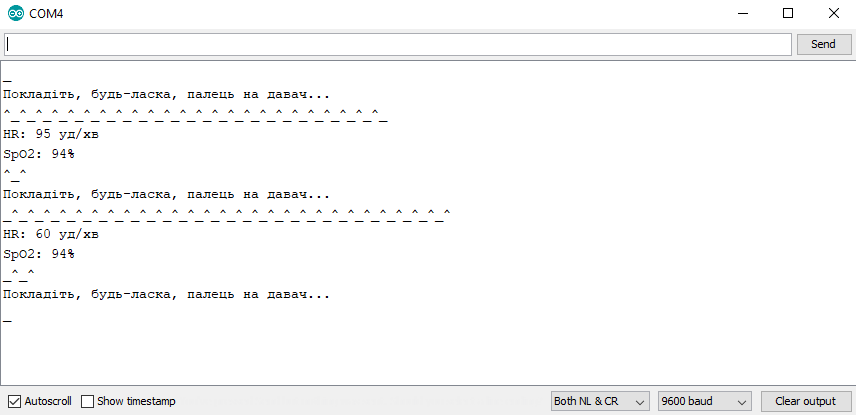 COM4
Send
_
Покладіть, будь-ласка, палець на давач...
^_^_^_^_^_^_^_^_^_^_^_^_^_^_^_^_^_^_^_^_^_^_^_^_
HR: 95 уд/хв
SpO2: 94%
^_^
Покладіть, будь-ласка, палець на давач...
_^_^_^_^_^_^_^_^_^_^_^_^_^_^_^_^_^_^_^_^_^_^_^_^_^_^_^_^
HR: 60 уд/хв
SpO2: 94%
_^_^
Покладіть, будь-ласка, палець на давач...
_
Autoscroll Show timestamp Both NL & CR 9600 baud Clear output